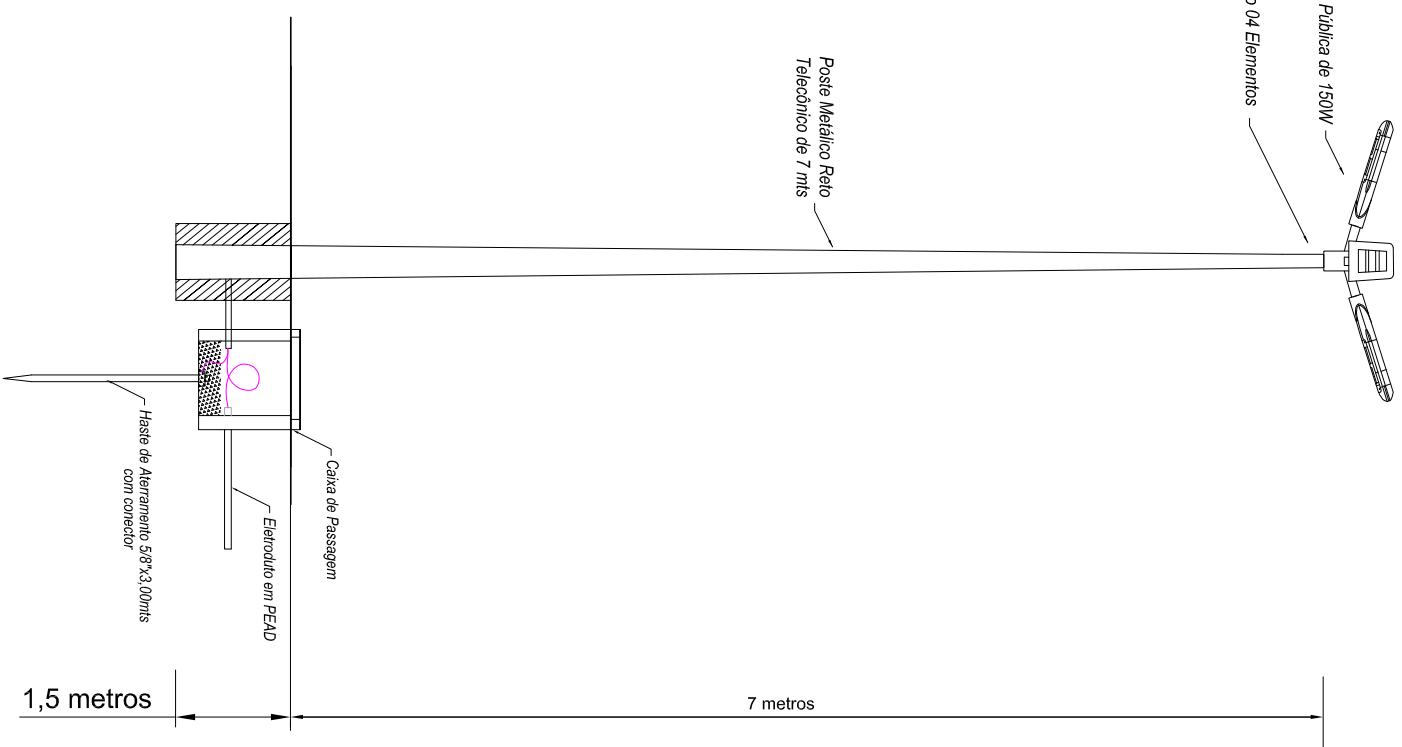 Pública de 150W
04 Elementos
Poste Metálico Reto
Telecônico de 7 mts
Caixa de Passagem
Eletroduto em PEAD
Haste de Aterramento 5/8"x3,00mts
com conector
7 metros
1,5 metros